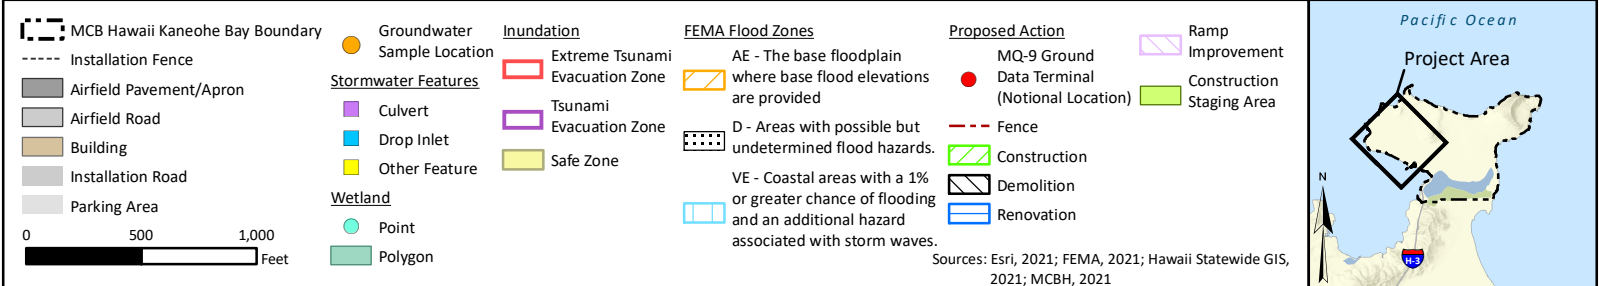 MCB Hawaii Kaneohe Bay Boundary
Installation Fence
Airfield Pavement/Apron
Airfield Road
Building
Installation Road
Parking Area
0 500 1,000
Feet
Groundwater
Sample Location
Stormwater Features
Culvert
Drop Inlet
Other Feature
Wetland
Point
Polygon
Inundation
Extreme Tsunami
Evacuation Zone
Tsunami
Evacuation Zone
Safe Zone
FEMA Flood Zones
AE - The base floodplain
where base flood elevations
are provided
D - Areas with possible but
undetermined flood hazards.
VE - Coastal areas with a 1%
or greater chance of flooding
and an additional hazard
associated with storm waves.
Proposed Action
MQ-9 Ground
Data Terminal
(Notional Location)
Fence
Construction
Demolition
Renovation
Ramp
Improvement
Construction
Staging Area
Sources: Esri, 2021; FEMA, 2021; Hawaii Statewide GIS,
2021; MCBH, 2021
Pacific Ocean
Project Area
N
H-3